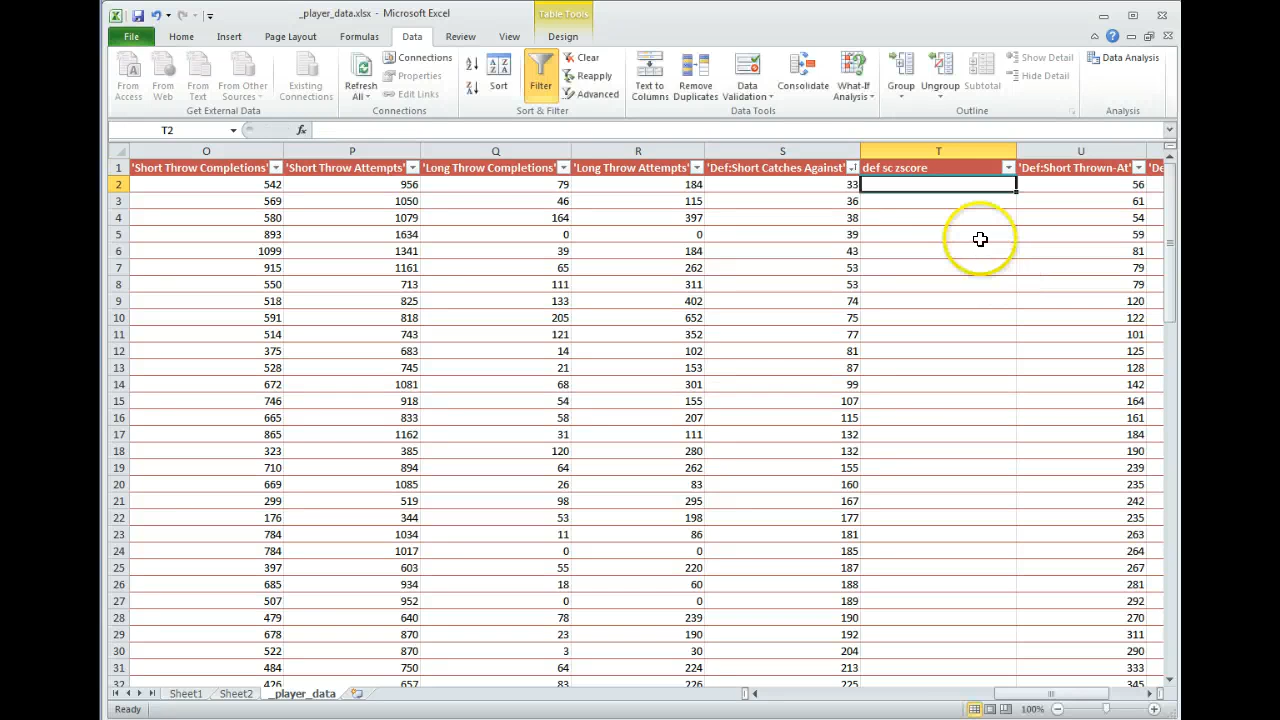 _player_data.xlsx - Microsoft Excel
Table Tools
File Home Insert Page Layout Formulas Data Review View Design
From Access
From Web
From Text
From Other Sources
Existing Connections
Get External Data
Refresh All
Connections
Properties
Edit Links
Connections
Sort
Filter
Clear
Reapply
Advanced
Sort & Filter
Text to Columns
Remove Duplicates
Data Validation
Consolidate
What-If Analysis
Data Tools
Group
Ungroup
Subtotal
Show Detail
Hide Detail
Outline
Data Analysis
Analysis
T2 fx
O P Q R S T U
1 'Short Throw Completions' 'Short Throw Attempts' 'Long Throw Completions' 'Long Throw Attempts' 'Def:Short Catches Against' def sc zscore 'Def:Short Thrown-At' 'De
2 542 956 79 184 33 56
3 569 1050 46 115 36 61
4 580 1079 164 397 38 54
5 893 1634 0 0 39 59
6 1099 1341 39 184 43 81
7 915 1161 65 262 53 79
8 550 713 111 311 53 79
9 518 825 133 402 74 120
10 591 818 205 652 75 122
11 514 743 121 352 77 101
12 375 683 14 102 81 125
13 528 745 21 153 87 128
14 672 1081 68 301 99 142
15 746 918 54 155 107 164
16 665 833 58 207 115 161
17 865 1162 31 111 132 184
18 323 385 120 280 132 190
19 710 894 64 262 155 239
20 669 1085 26 83 160 235
21 299 519 98 295 167 242
22 176 344 53 198 177 235
23 784 1034 11 86 181 263
24 784 1017 0 0 185 264
25 397 603 55 220 187 267
26 685 934 18 60 188 281
27 507 952 0 0 189 292
28 479 640 78 239 190 270
29 678 870 23 190 192 311
30 522 870 3 30 204 290
31 484 750 64 224 213 333
32 426 657 83 226 225 345
Sheet1 Sheet2 _player_data
Ready 100%